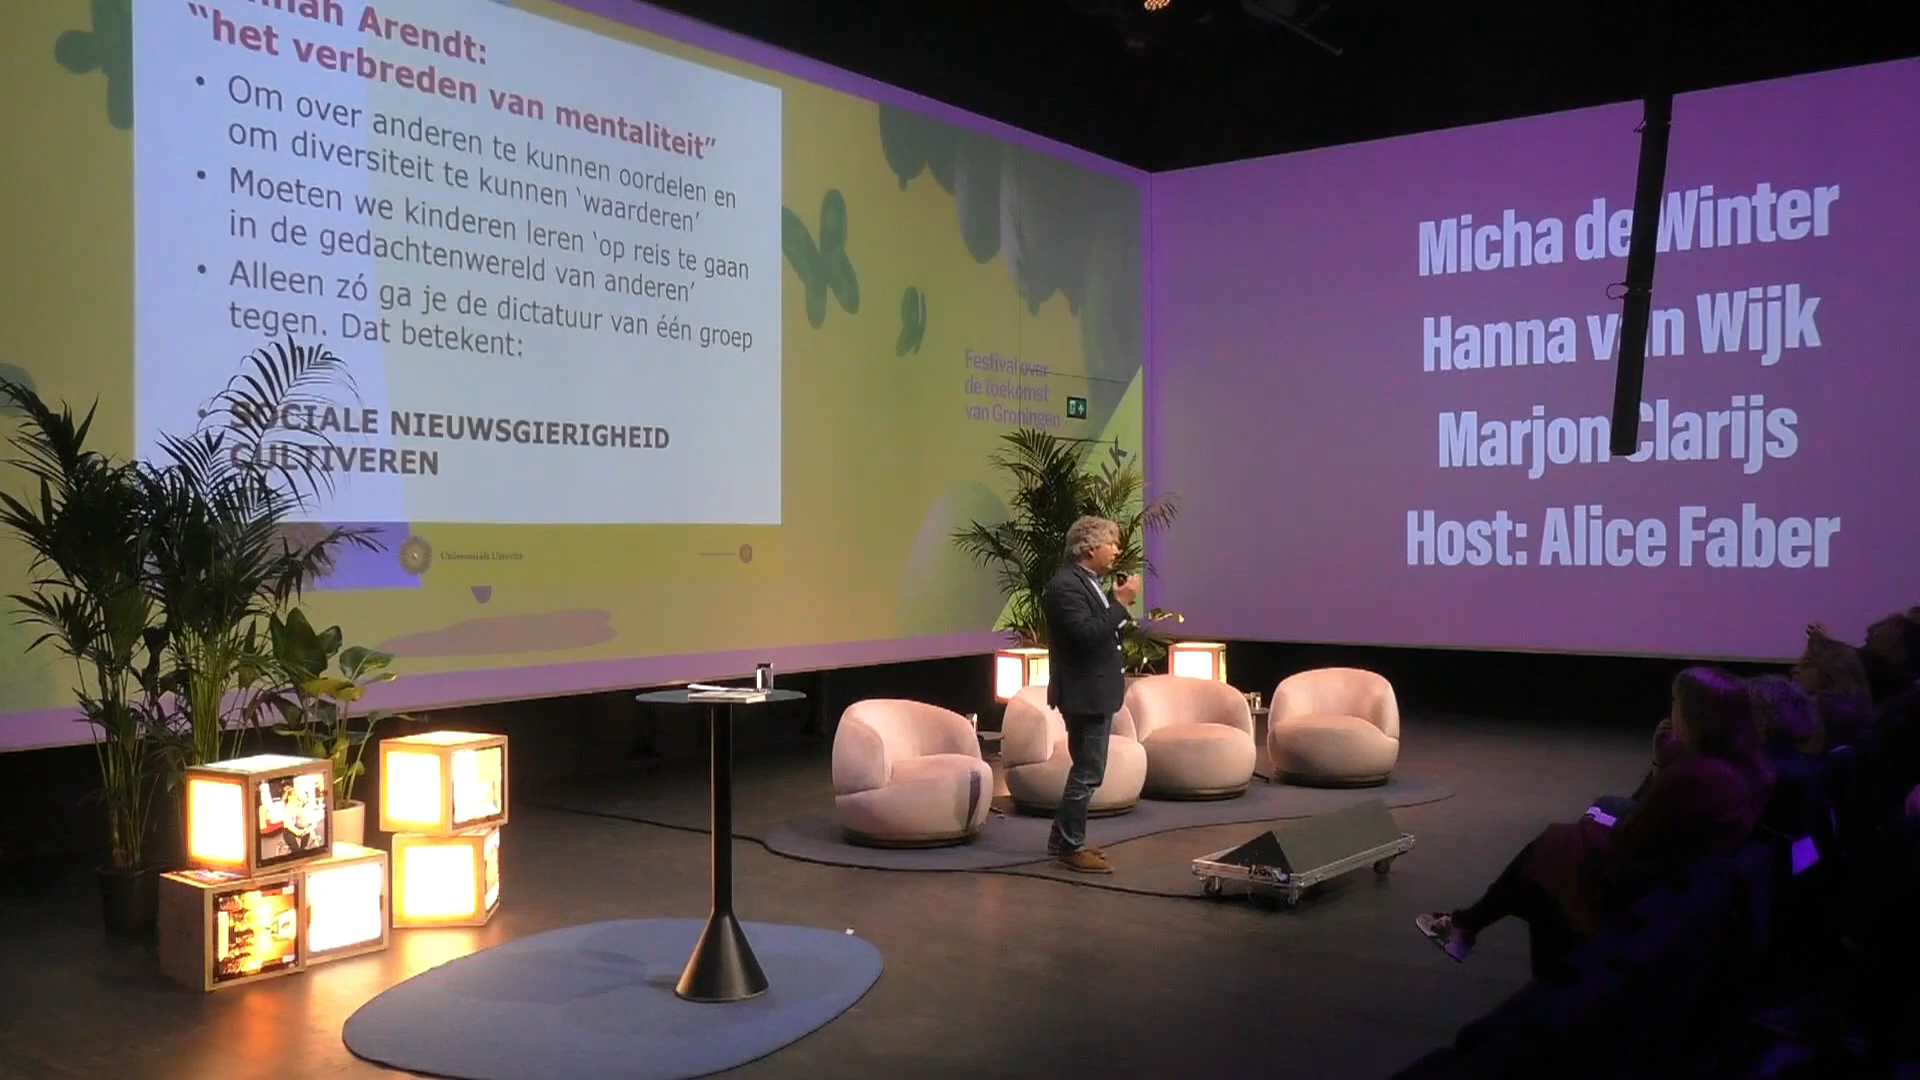 Arendt:
“het verbreden van mentaliteit”
• Om over anderen te kunnen oordelen en
om diversiteit te kunnen ‘waarderen’
• Moeten we kinderen leren ‘op reis te gaan
in de gedachtenwereld van anderen’
• Alleen zó ga je de dictatuur van één groep
tegen. Dat betekent:
• SOCIALE NIEUWSGIERIGHEID
CULTIVEREN
Universiteit Utrecht
Festival over
de toekomst
van Groningen
Micha de Winter
Hanna van Wijk
Marjon Clarijs
Host: Alice Faber